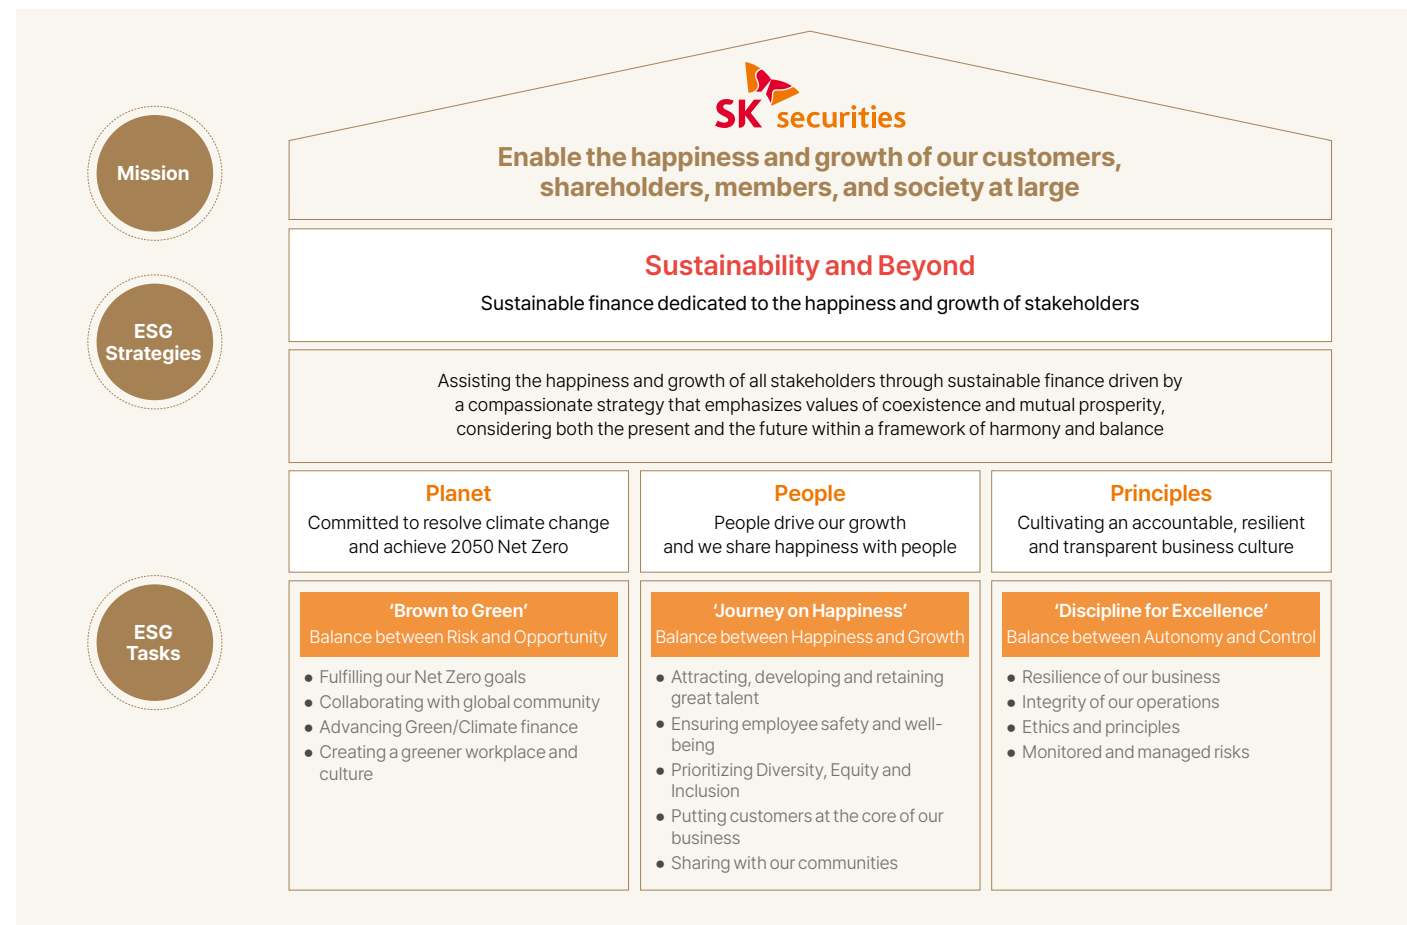 SK securities
Mission
Enable the happiness and growth of our customers,
shareholders, members, and society at large
ESG
Strategies
Sustainability and Beyond
Sustainable finance dedicated to the happiness and growth of stakeholders
Assisting the happiness and growth of all stakeholders through sustainable finance driven by
a compassionate strategy that emphasizes values of coexistence and mutual prosperity,
considering both the present and the future within a framework of harmony and balance
ESG
Tasks
Planet
Committed to resolve climate change
and achieve 2050 Net Zero
‘Brown to Green’
Balance between Risk and Opportunity
● Fulfilling our Net Zero goals
● Collaborating with global community
● Advancing Green/Climate finance
● Creating a greener workplace and
culture
People
People drive our growth
and we share happiness with people
‘Journey on Happiness’
Balance between Happiness and Growth
● Attracting, developing and retaining
great talent
● Ensuring employee safety and well-
being
● Prioritizing Diversity, Equity and
Inclusion
● Putting customers at the core of our
business
● Sharing with our communities
Principles
Cultivating an accountable, resilient
and transparent business culture
‘Discipline for Excellence’
Balance between Autonomy and Control
● Resilience of our business
● Integrity of our operations
● Ethics and principles
● Monitored and managed risks